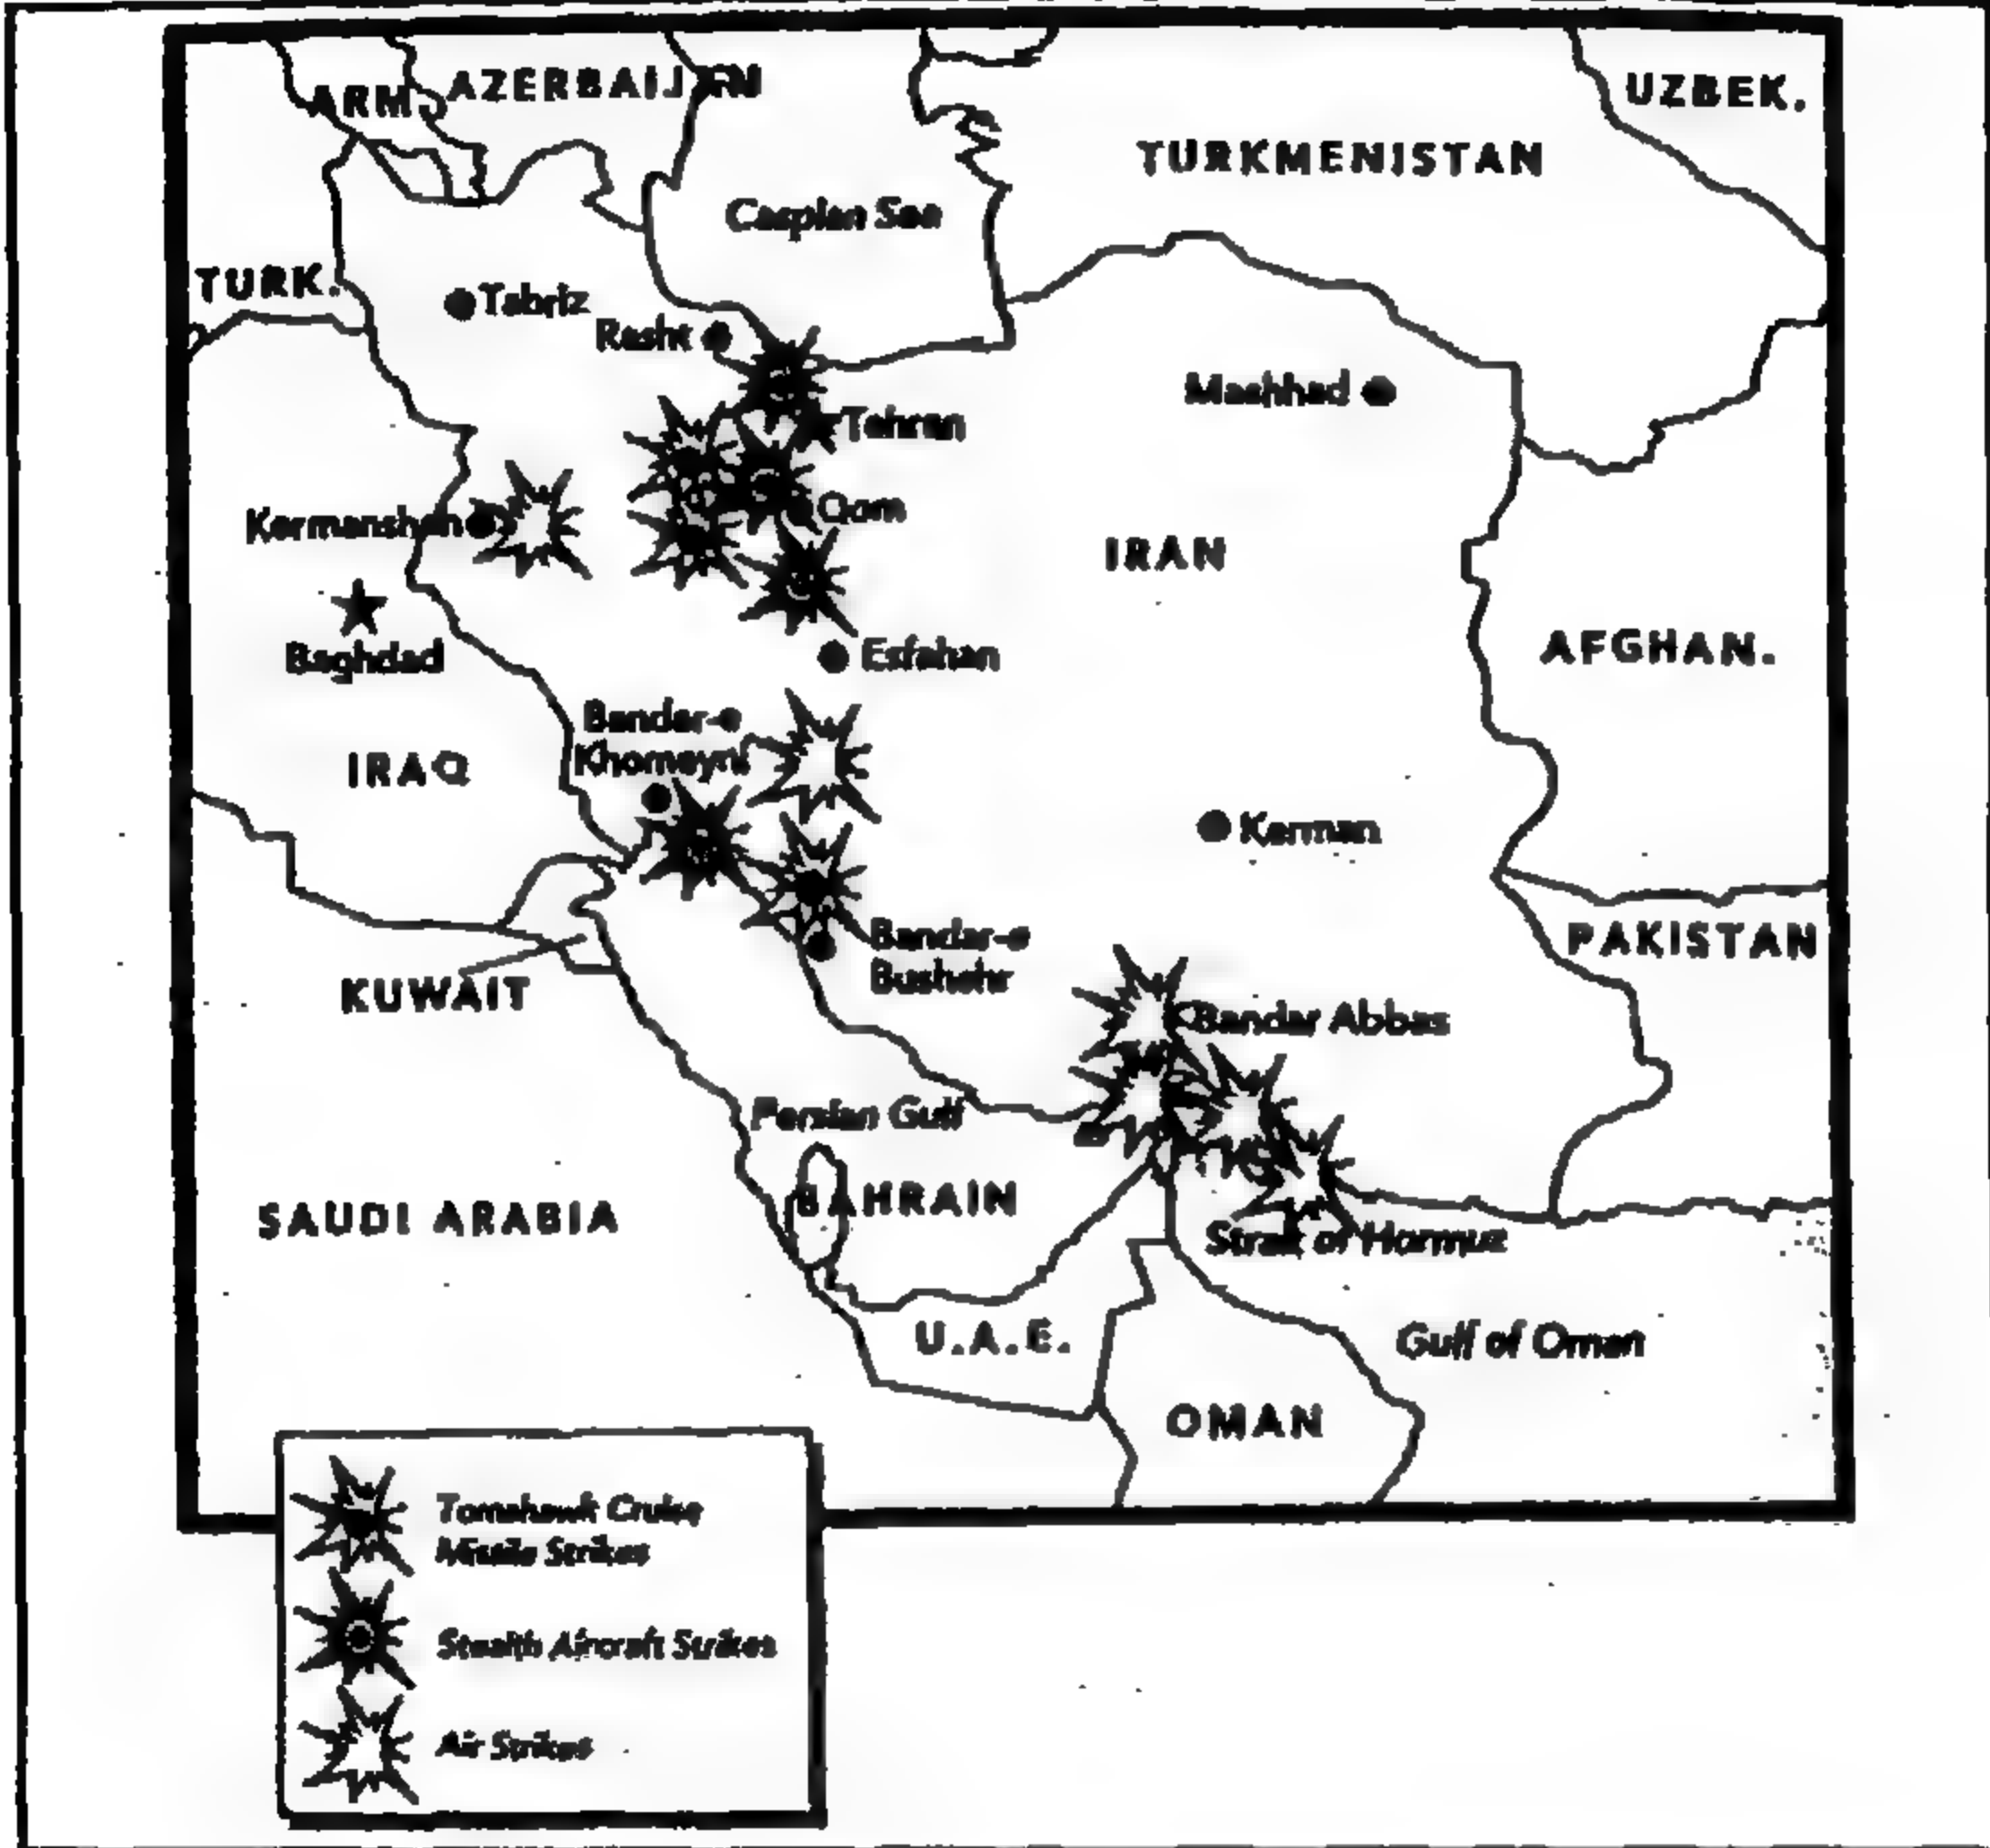 ARM.
AZERBAIJAN
UZBEK.
TURKMENISTAN
Caspian Sea
TURK.
Tabriz
Rasht
Mashhad
Tehran
Qom
Kermanshah
IRAN
Baghdad
Esfahan
AFGHAN.
Bandar-e
Khomeyni
IRAQ
Kerman
Bandar-e
Bushehr
PAKISTAN
KUWAIT
Bandar Abbas
Persian Gulf
BAHRAIN
SAUDI ARABIA
Strait of Hormuz
U.A.E.
Gulf of Oman
OMAN
Tomahawk Cruise
Missile Strikes
Stealth Aircraft Strikes
Air Strikes